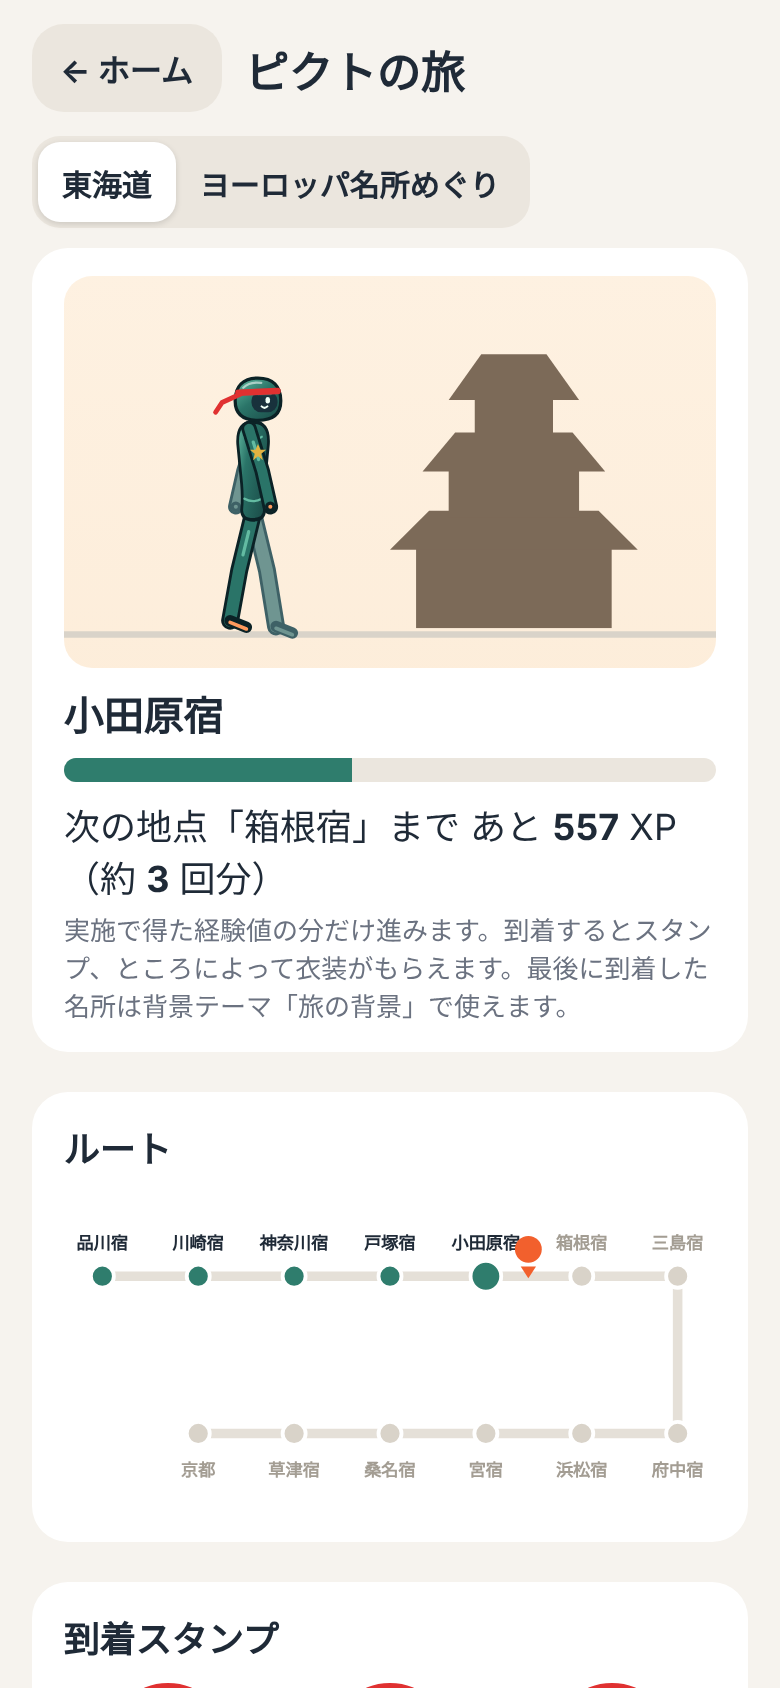 ← ホーム
ピクトの旅
東海道
ヨーロッパ名所めぐり
小田原宿
次の地点「箱根宿」まで あと 557 XP
（約 3 回分）
実施で得た経験値の分だけ進みます。到着するとスタン
プ、ところによって衣装がもらえます。最後に到着した
名所は背景テーマ「旅の背景」で使えます。
ルート
品川宿 川崎宿 神奈川宿 戸塚宿 小田原宿 箱根宿 三島宿
京都 草津宿 桑名宿 宮宿 浜松宿 府中宿
到着スタンプ